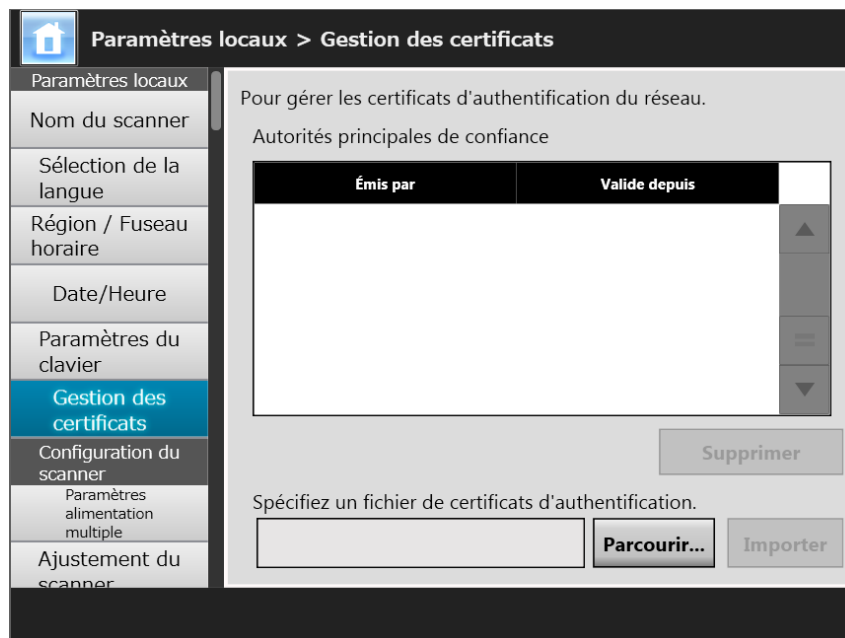 Paramètres locaux > Gestion des certificats
Paramètres locaux
Nom du scanner
Sélection de la
langue
Région / Fuseau
horaire
Date/Heure
Paramètres du
clavier
Gestion des
certificats
Configuration du
scanner
Paramètres
alimentation
multiple
Ajustement du
scanner
Pour gérer les certificats d'authentification du réseau.
Autorités principales de confiance
Émis par
Valide depuis
Supprimer
Spécifiez un fichier de certificats d'authentification.
Parcourir...
Importer